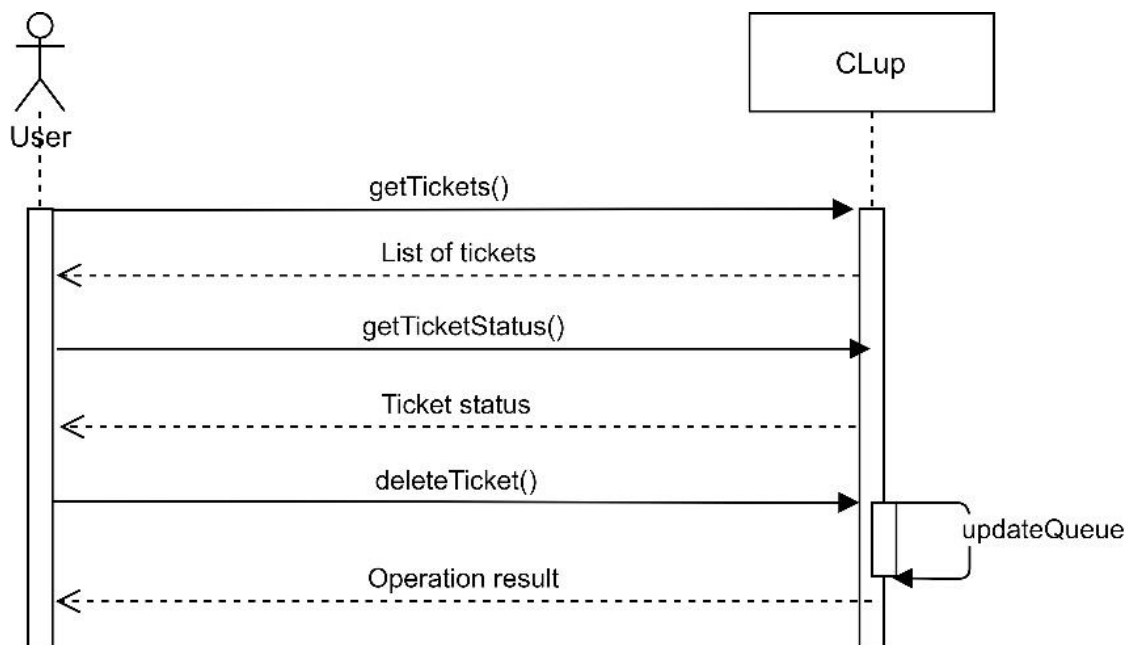 CLup
User
getTickets()
List of tickets
getTicketStatus()
Ticket status
deleteTicket()
updateQueue
Operation result